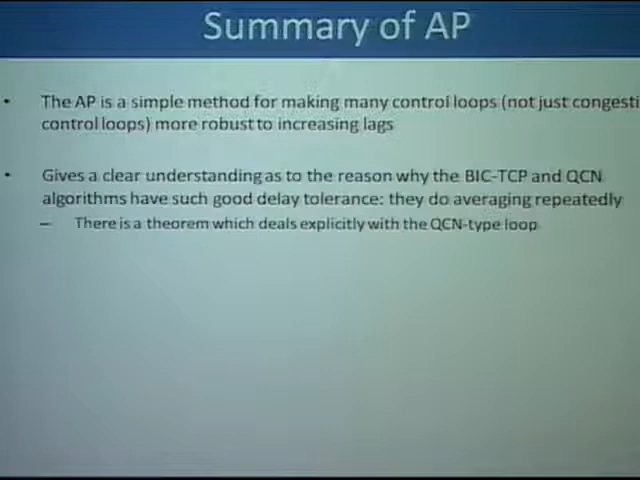 Summary of AP
• The AP is a simple method for making many control loops (not just congesti
control loops) more robust to increasing lags
• Gives a clear understanding as to the reason why the BIC-TCP and QCN
algorithms have such good delay tolerance: they do averaging repeatedly
– There is a theorem which deals explicitly with the QCN-type loop